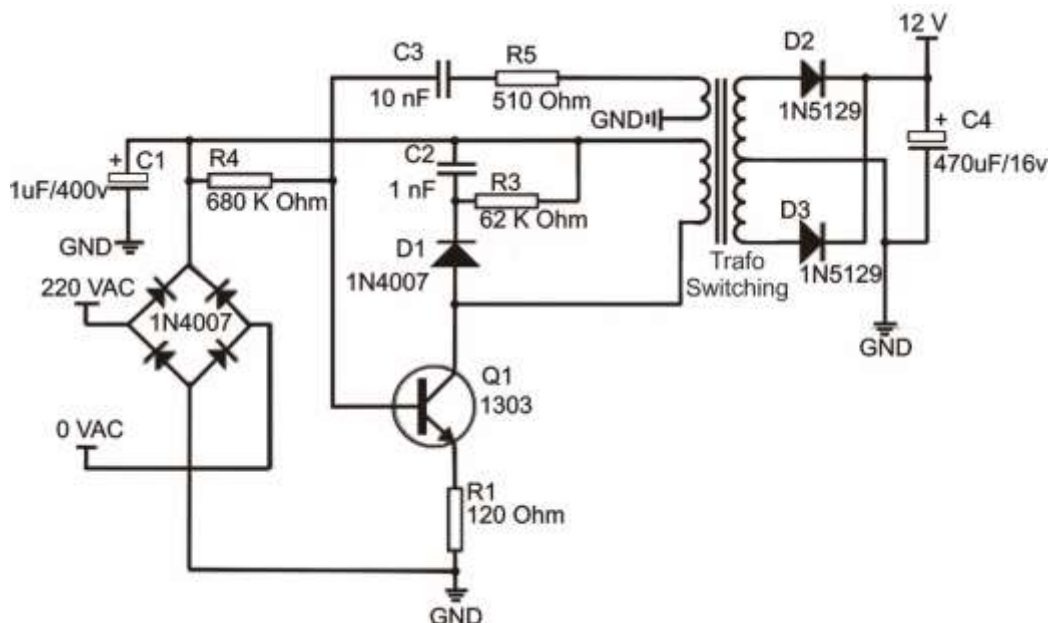 12 V
C3
R5
D2
10 nF
510 Ohm
1N5129
GND
+
C4
470uF/16v
+
C1
1uF/400v
R4
680 K Ohm
C2
1 nF
R3
62 K Ohm
D3
1N5129
GND
D1
1N4007
Trafo
Switching
220 VAC
1N4007
GND
Q1
1303
0 VAC
R1
120 Ohm
GND